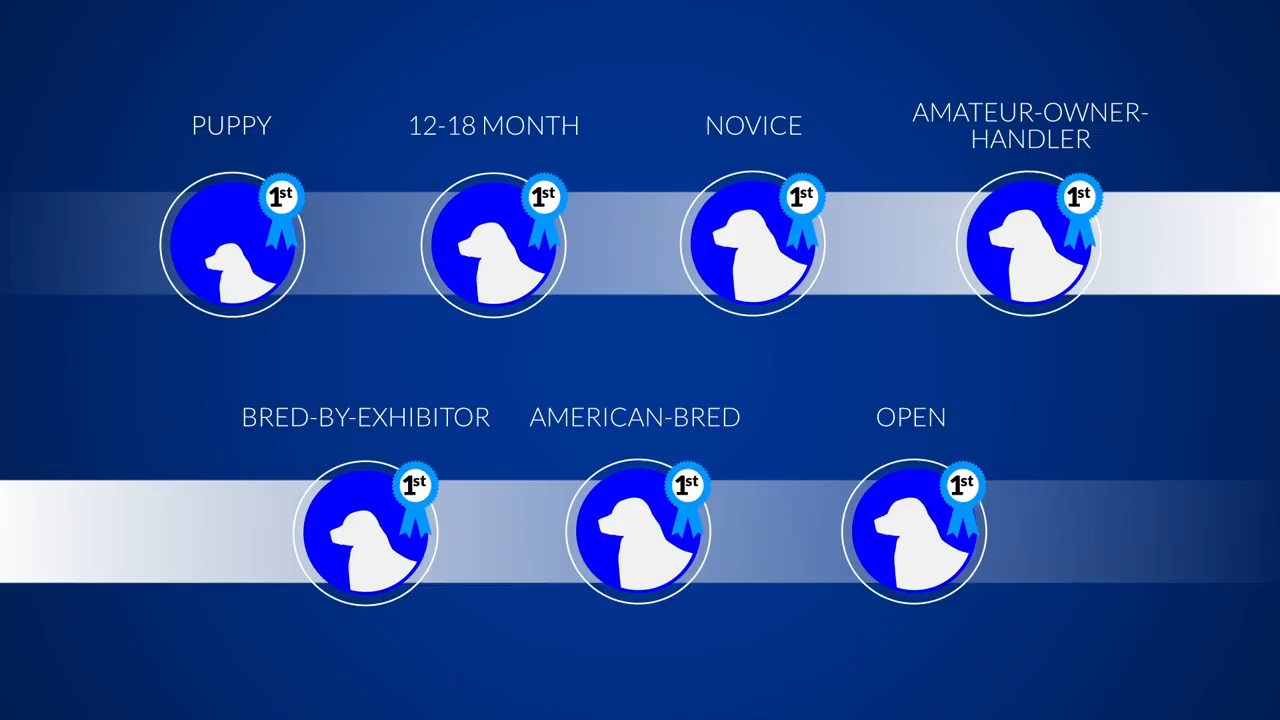 PUPPY
12-18 MONTH
NOVICE
AMATEUR-OWNER-
HANDLER
1st
1st
1st
1st
BRED-BY-EXHIBITOR
AMERICAN-BRED
OPEN
1st
1st
1st